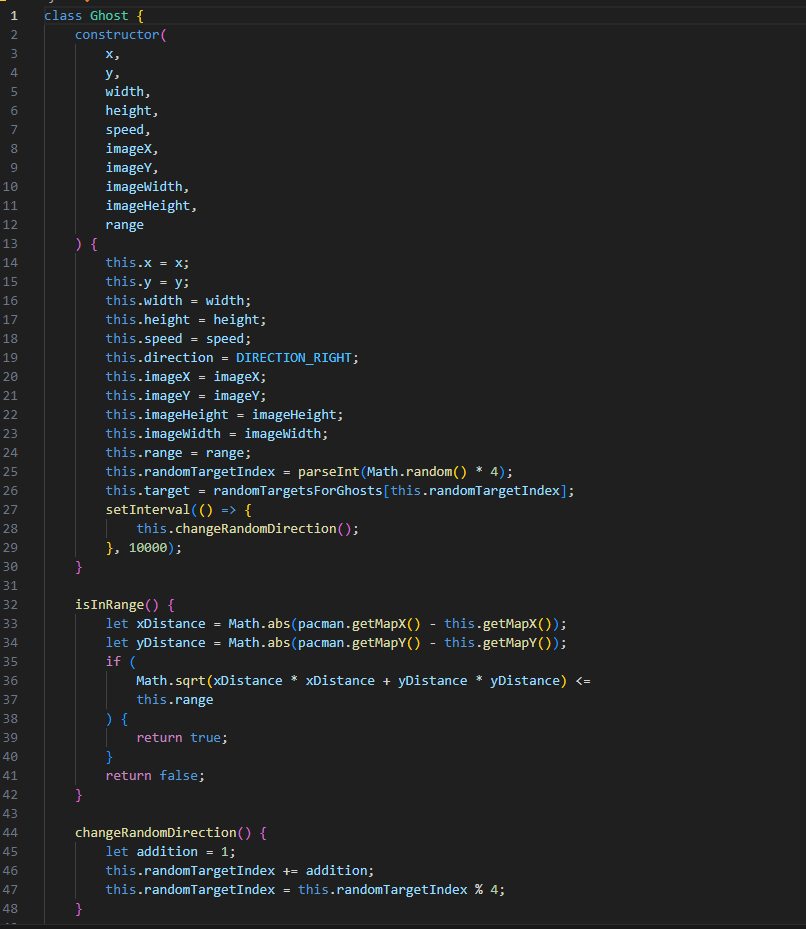 1 class Ghost {
2     constructor(
3         x,
4         y,
5         width,
6         height,
7         speed,
8         imageX,
9         imageY,
10         imageWidth,
11         imageHeight,
12         range
13     ) {
14         this.x = x;
15         this.y = y;
16         this.width = width;
17         this.height = height;
18         this.speed = speed;
19         this.direction = DIRECTION_RIGHT;
20         this.imageX = imageX;
21         this.imageY = imageY;
22         this.imageHeight = imageHeight;
23         this.imageWidth = imageWidth;
24         this.range = range;
25         this.randomTargetIndex = parseInt(Math.random() * 4);
26         this.target = randomTargetsForGhosts[this.randomTargetIndex];
27         setInterval(() => {
28             this.changeRandomDirection();
29         }, 10000);
30     }
31
32     isInRange() {
33         let xDistance = Math.abs(pacman.getMapX() - this.getMapX());
34         let yDistance = Math.abs(pacman.getMapY() - this.getMapY());
35         if (
36             Math.sqrt(xDistance * xDistance + yDistance * yDistance) <=
37             this.range
38         ) {
39             return true;
40         }
41         return false;
42     }
43
44     changeRandomDirection() {
45         let addition = 1;
46         this.randomTargetIndex += addition;
47         this.randomTargetIndex = this.randomTargetIndex % 4;
48     }